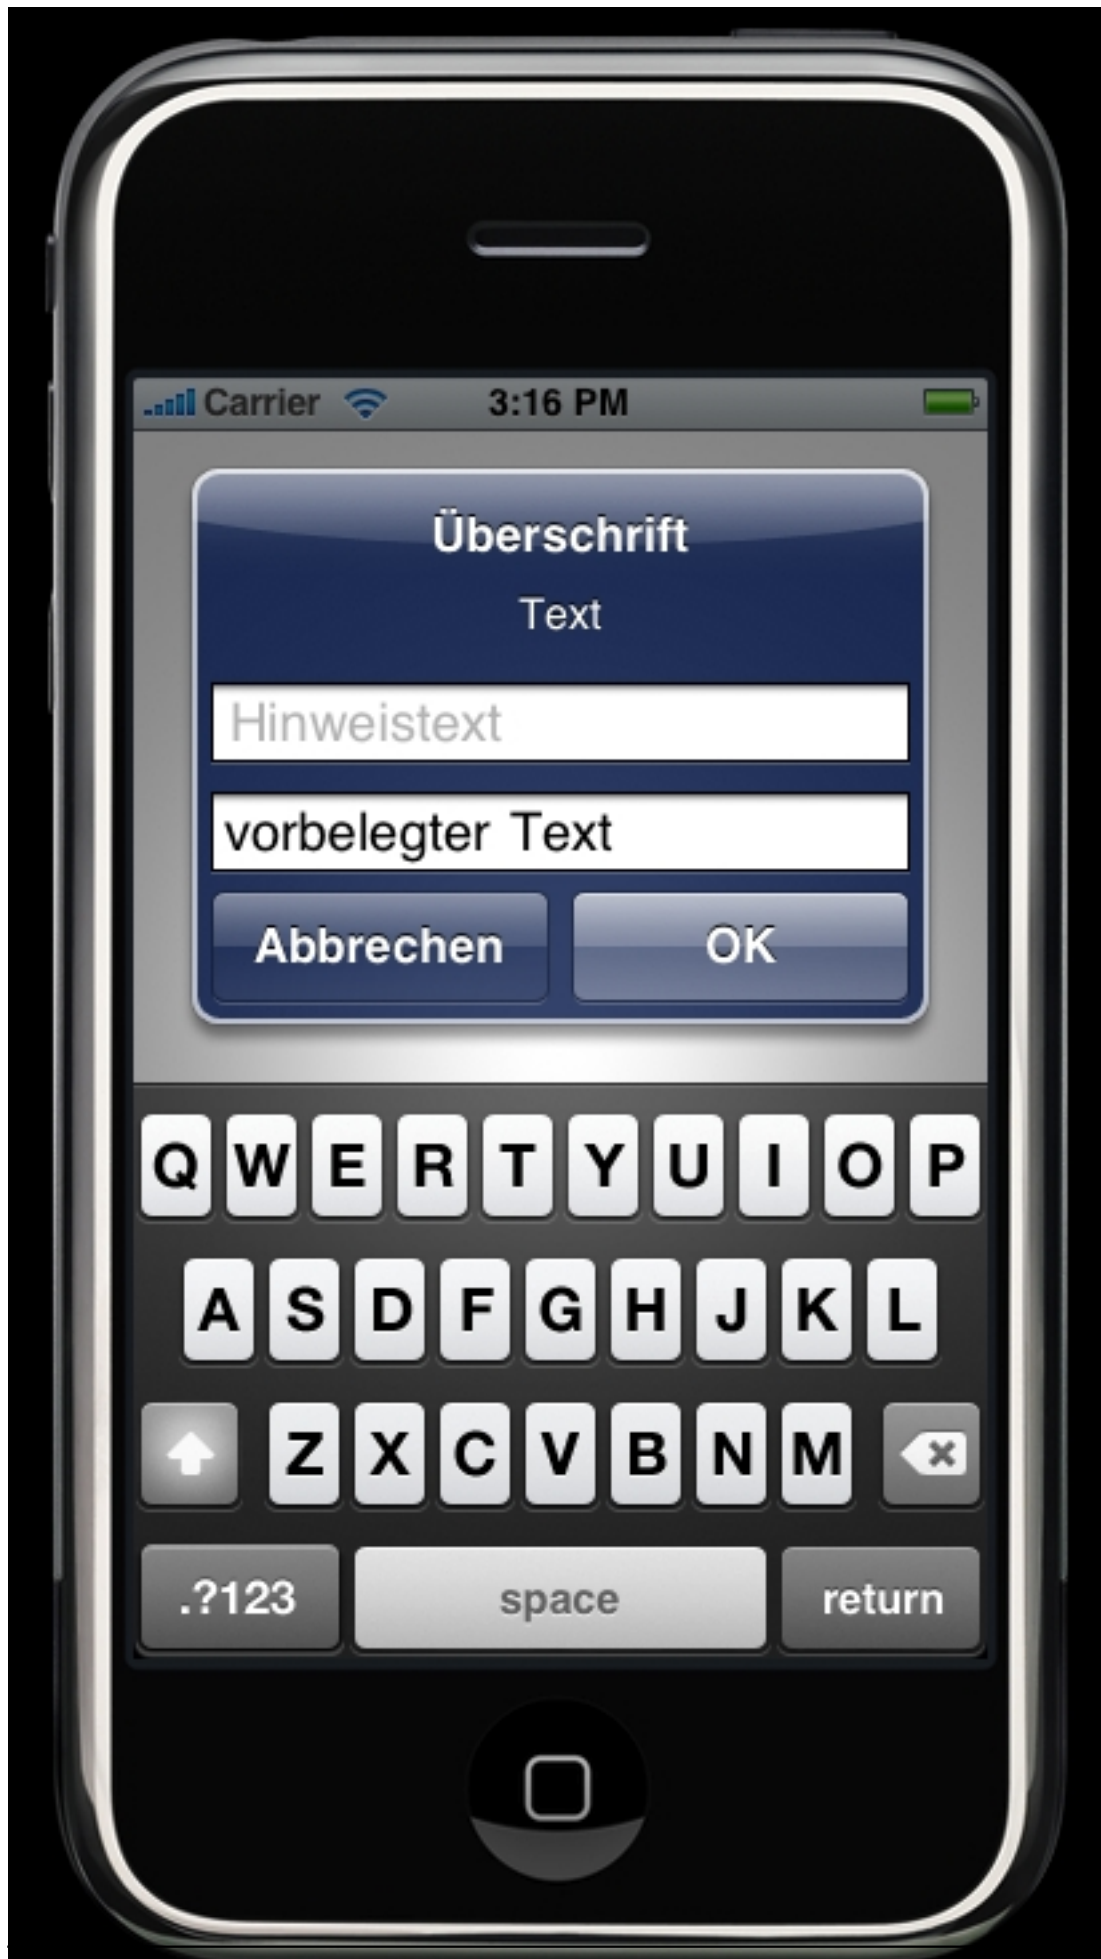 Carrier 3:16 PM
Überschrift
Text
Hinweistext
vorbelegter Text
Abbrechen OK
Q W E R T Y U I O P
A S D F G H J K L
Z X C V B N M
.?123 space return